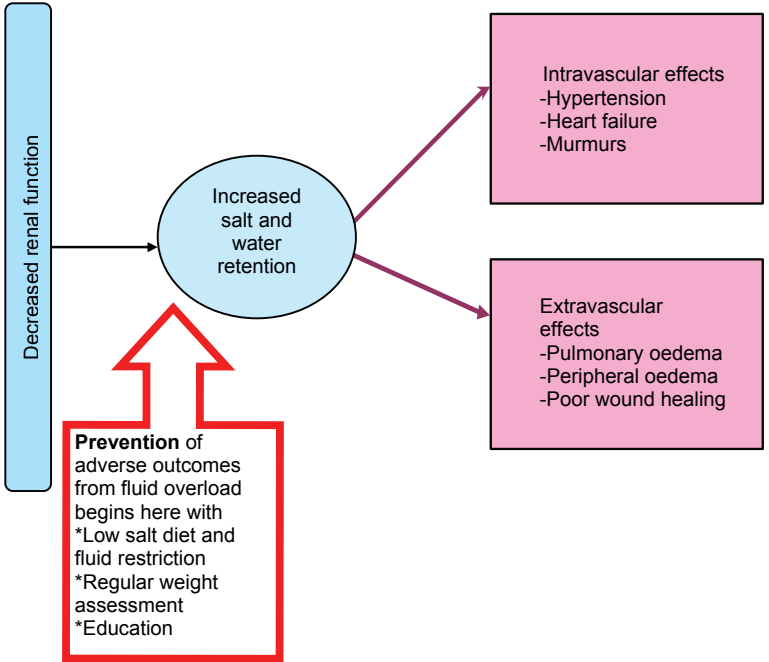 Decreased renal function
Increased
salt and
water
retention
Intravascular effects
-Hypertension
-Heart failure
-Murmurs
Extravascular
effects
-Pulmonary oedema
-Peripheral oedema
-Poor wound healing
Prevention of
adverse outcomes
from fluid overload
begins here with
*Low salt diet and
fluid restriction
*Regular weight
assessment
*Education